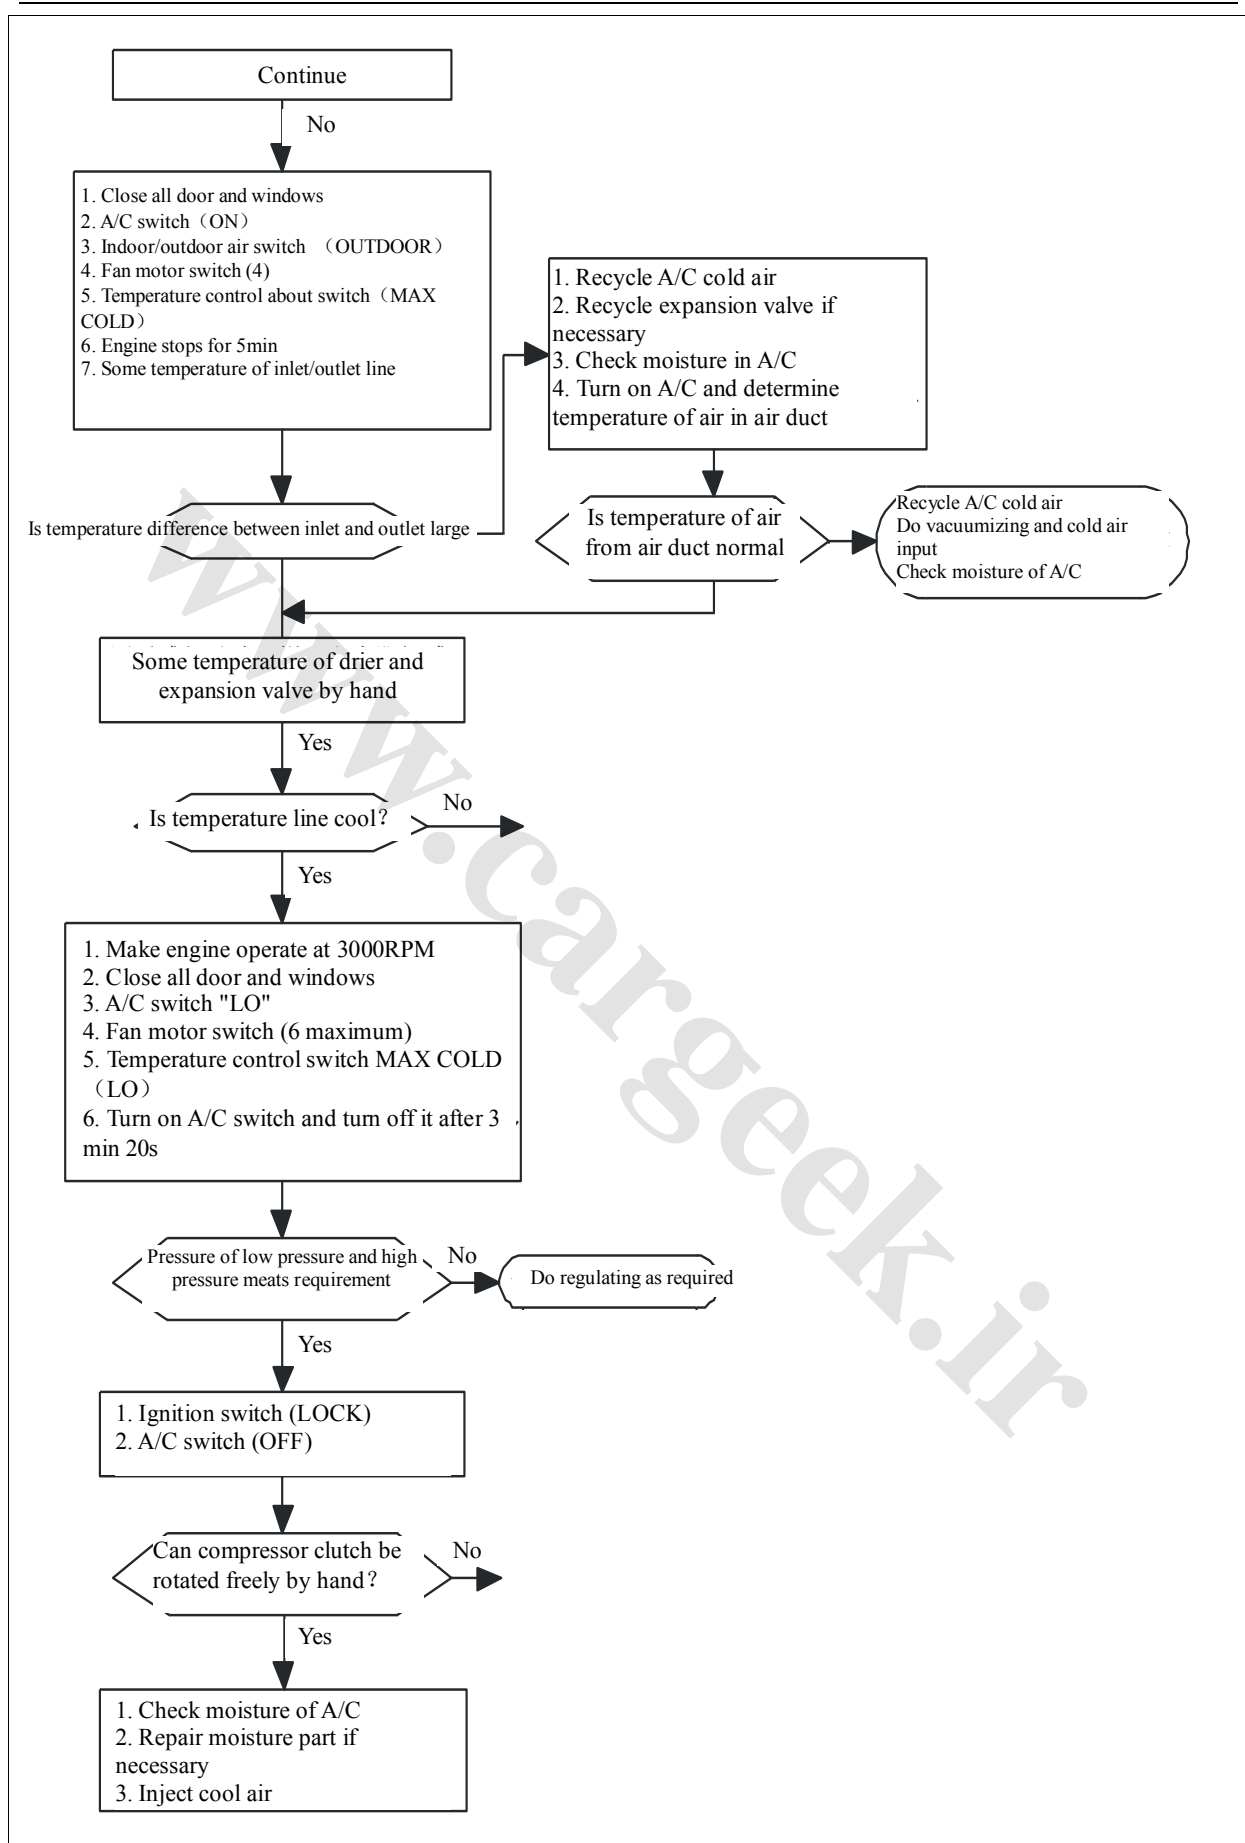 Continue
No
1. Close all door and windows
2. A/C switch（ON）
3. Indoor/outdoor air switch （OUTDOOR）
4. Fan motor switch (4)
5. Temperature control about switch（MAX
COLD）
6. Engine stops for 5min
7. Some temperature of inlet/outlet line
1. Recycle A/C cold air
2. Recycle expansion valve if
necessary
3. Check moisture in A/C
4. Turn on A/C and determine
temperature of air in air duct
Is temperature difference between inlet and outlet large
Is temperature of air
from air duct normal
Recycle A/C cold air
Do vacuumizing and cold air
input
Check moisture of A/C
Some temperature of drier and
expansion valve by hand
Yes
Is temperature line cool？
No
Yes
1. Make engine operate at 3000RPM
2. Close all door and windows
3. A/C switch "LO"
4. Fan motor switch (6 maximum)
5. Temperature control switch MAX COLD
（LO）
6. Turn on A/C switch and turn off it after 3
min 20s
Pressure of low pressure and high
pressure meats requirement
No
Do regulating as required
Yes
1. Ignition switch (LOCK)
2. A/C switch (OFF)
Can compressor clutch be
rotated freely by hand？
No
Yes
1. Check moisture of A/C
2. Repair moisture part if
necessary
3. Inject cool air
www.cargeek.ir